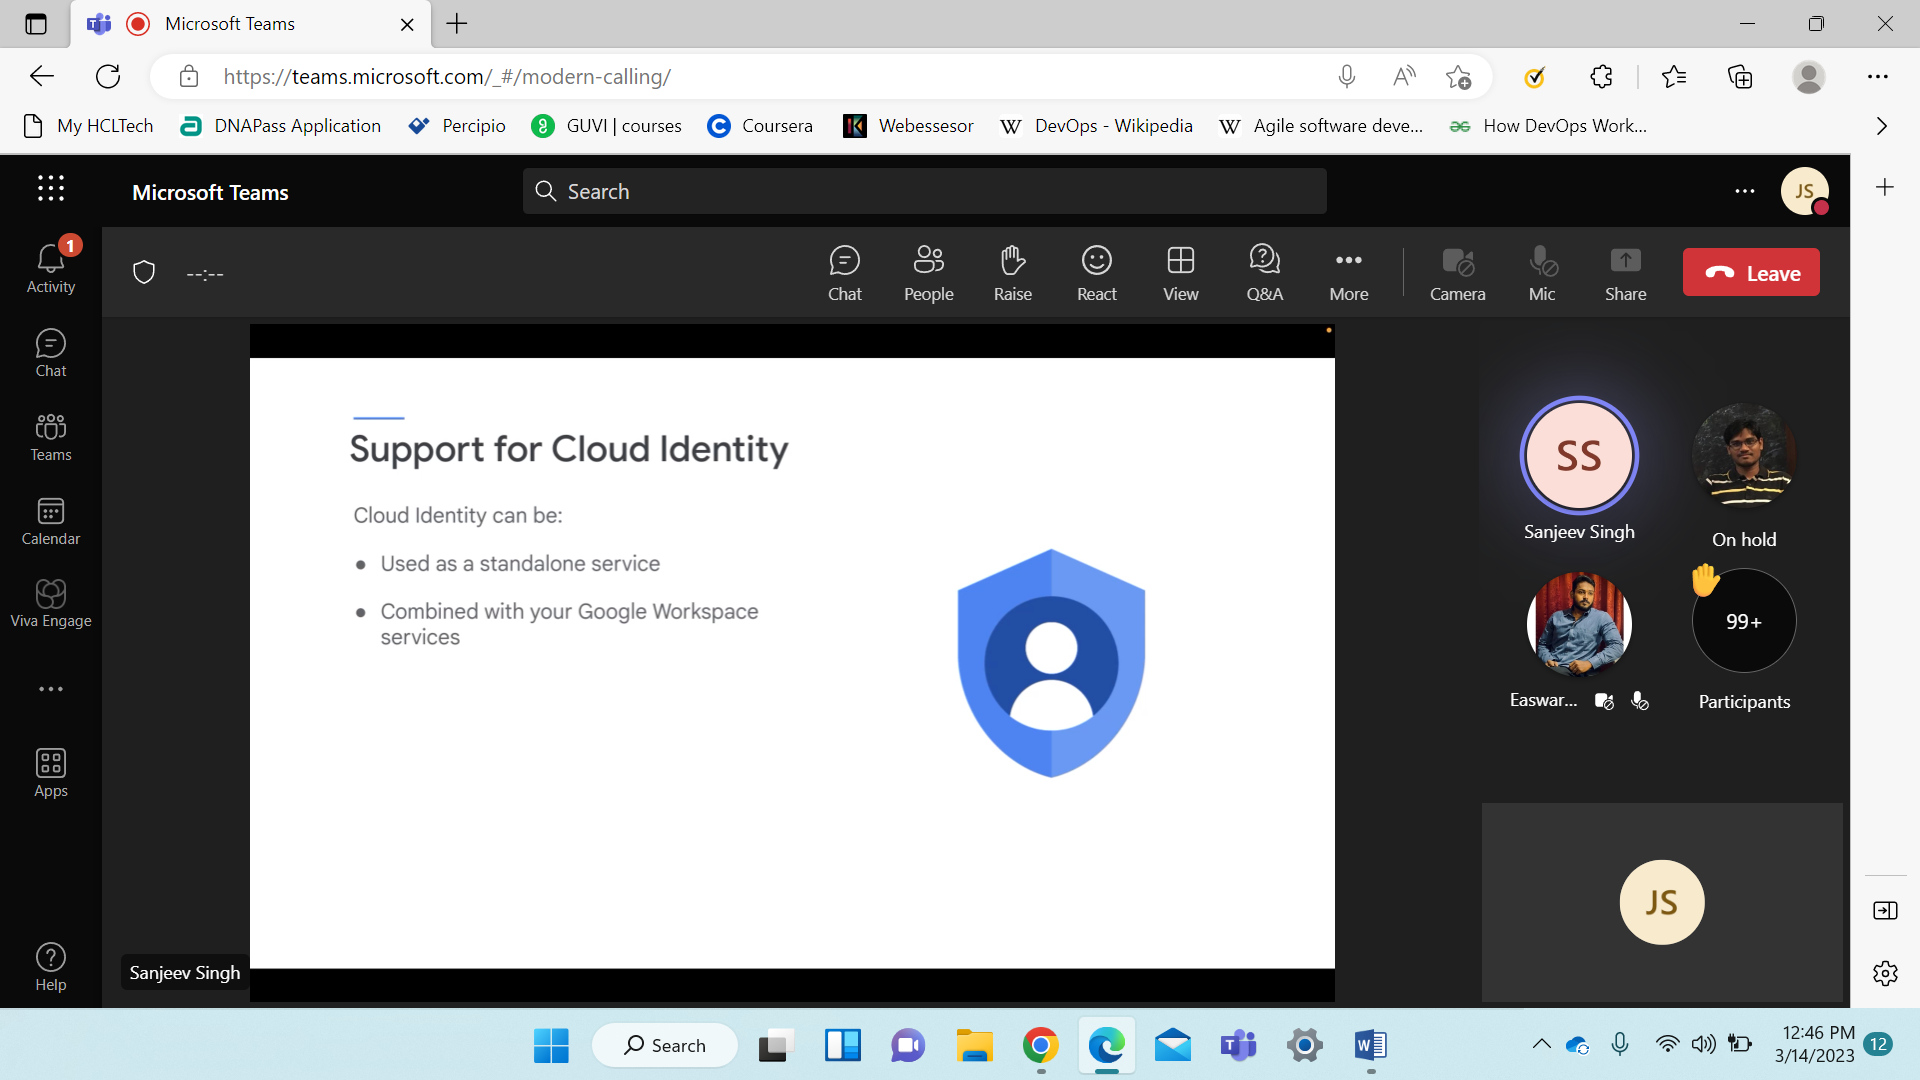 Microsoft Teams
https://teams.microsoft.com/_#/modern-calling/
My HCLTech
DNAPass Application
Percipio
GUVI | courses
Coursera
Webessesor
DevOps - Wikipedia
Agile software deve...
How DevOps Work...
Microsoft Teams
Search
JS
1
Activity
Chat
Teams
Calendar
Viva Engage
Apps
Help
--:--
Chat
People
Raise
React
View
Q&A
More
Camera
Mic
Share
Leave
Support for Cloud Identity
Cloud Identity can be:
• Used as a standalone service
• Combined with your Google Workspace
services
Sanjeev Singh
SS
Sanjeev Singh
On hold
Easwar...
99+
Participants
JS
Search
12:46 PM
3/14/2023
12